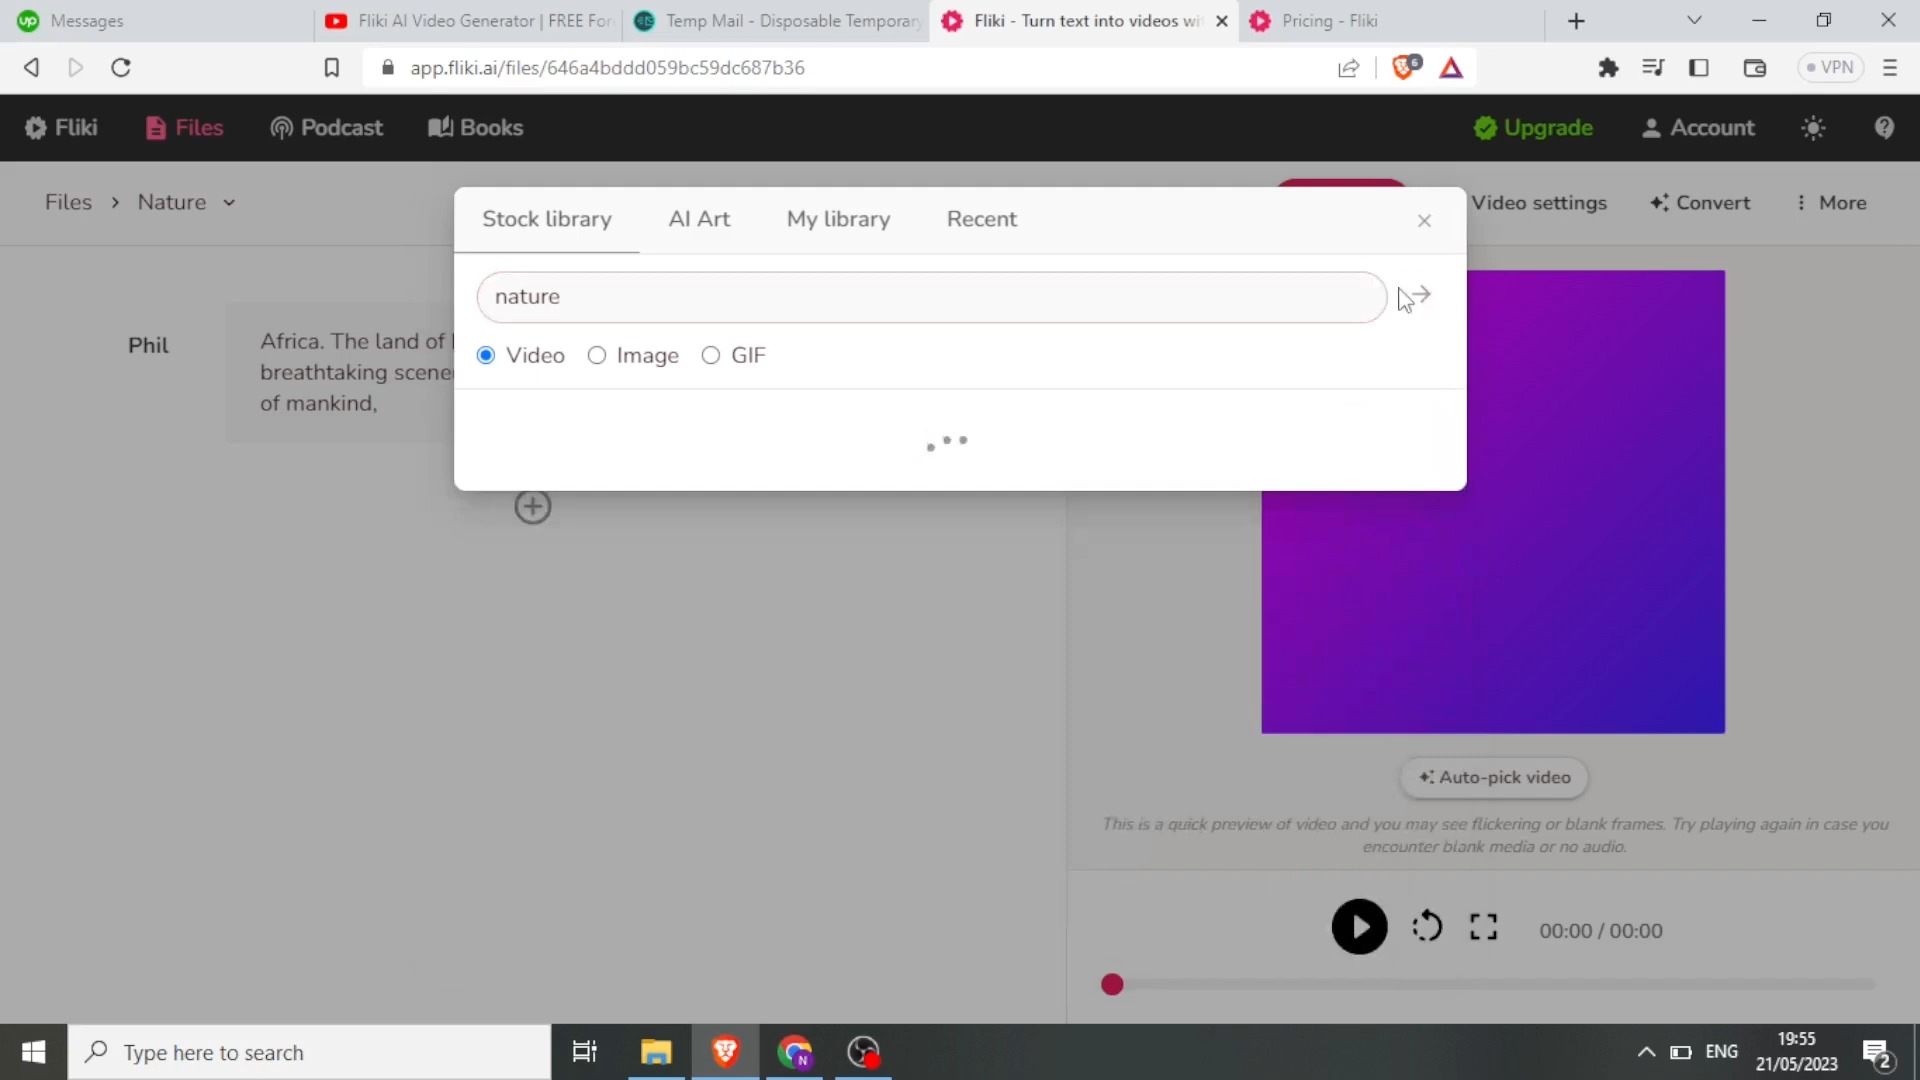 Messages
Fliki AI Video Generator | FREE For
Temp Mail - Disposable Temporary
Fliki - Turn text into videos wi
Pricing - Fliki
app.fliki.ai/files/646a4bddd059bc59dc687b36
6
VPN
Fliki
Files
Podcast
Books
Upgrade
Account
Files > Nature
Video settings
Convert
More
Stock library
AI Art
My library
Recent
nature
Video
Image
GIF
Phil
Africa. The land of
breathtaking scene
of mankind,
Auto-pick video
This is a quick preview of video and you may see flickering or blank frames. Try playing again in case you
encounter blank media or no audio.
00:00 / 00:00
Type here to search
N
ENG
19:55
21/05/2023
2